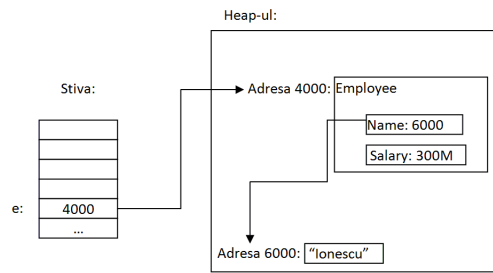 Heap-ul:
Stiva:
Adresa 4000: Employee
Name: 6000
Salary: 300M
e: 4000
...
Adresa 6000: "Ionescu"